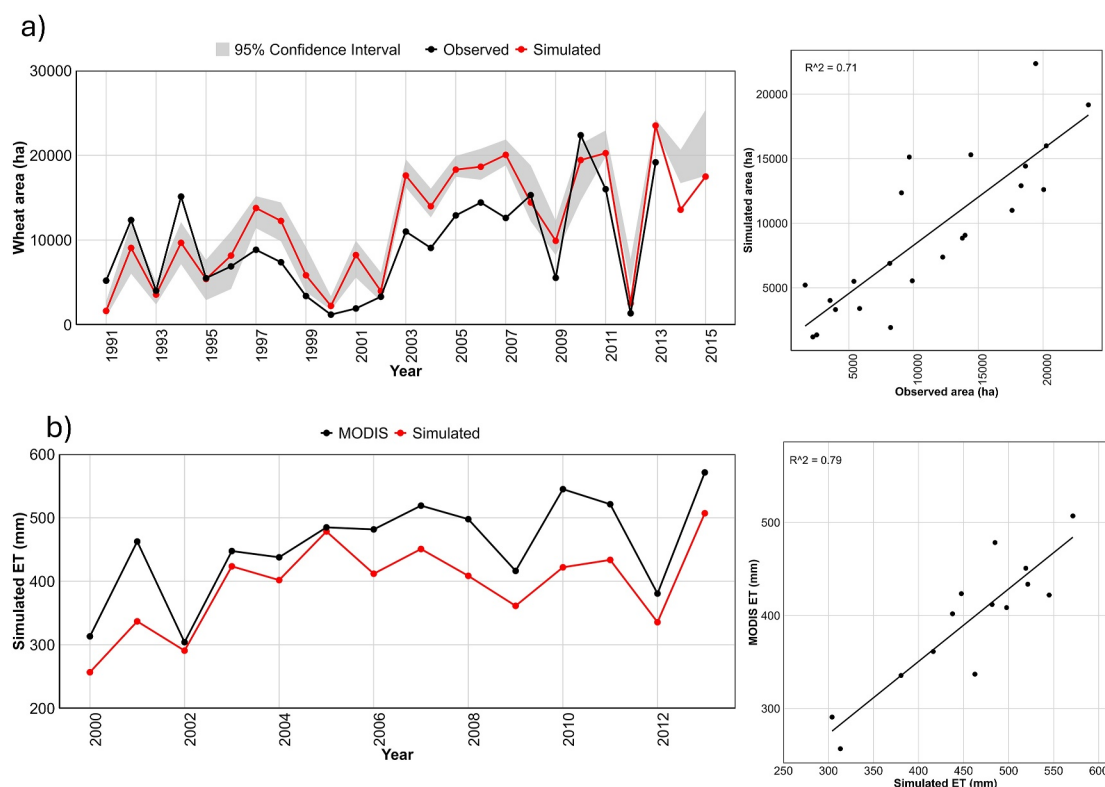 a)
95% Confidence Interval Observed Simulated
30000
20000
10000
0
Wheat area (ha)
1991 1993 1995 1997 1999 2001 2003 2005 2007 2009 2011 2013 2015
Year
R^2 = 0.71
20000
15000
10000
5000
Simulated area (ha)
5000 10000 15000 20000
Observed area (ha)
b)
MODIS Simulated
600
500
400
300
200
Simulated ET (mm)
2000 2002 2004 2006 2008 2010 2012
Year
R^2 = 0.79
500
400
300
MODIS ET (mm)
250 300 350 400 450 500 550 600
Simulated ET (mm)